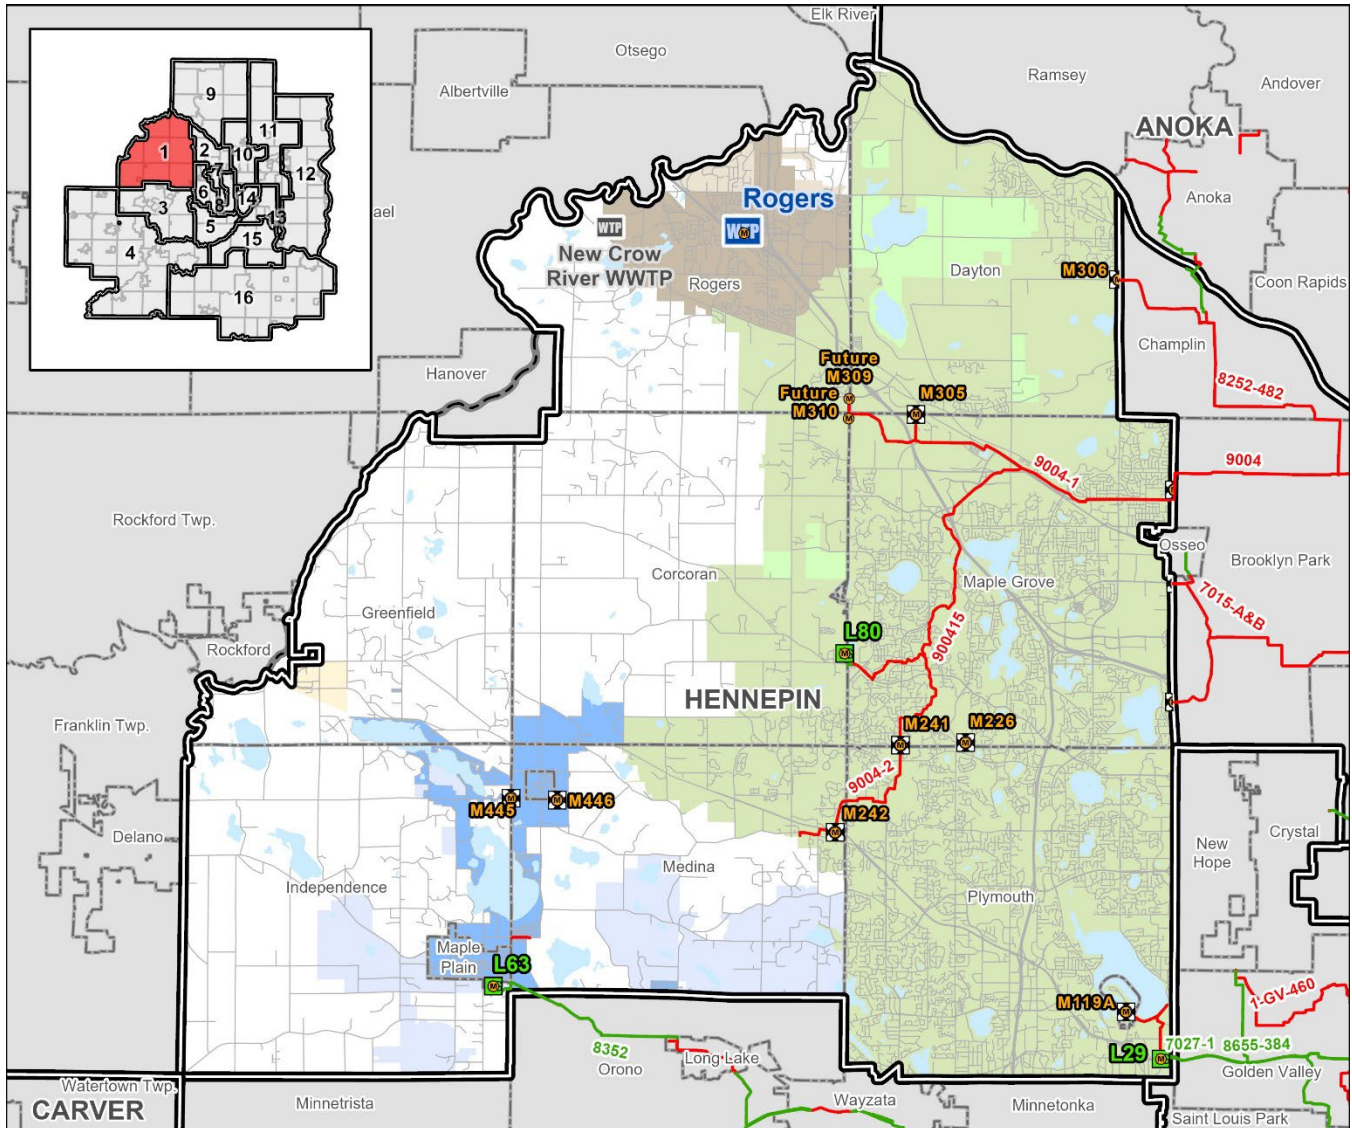 Elk River
Otsego
Ramsey
Andover
Albertville
ANOKA
Anoka
Coon Rapids
9
11
1
2
10
7
12
6
14
8
3
13
5
15
4
16
ael
Rogers
WTP
WTP
New Crow
River WWTP
Rogers
Dayton
M306
Champlin
8252-482
Hanover
Future
M309
Future
M310
M305
9004-1
9004
Rockford Twp.
Osseo
Brooklyn Park
Corcoran
Maple Grove
7015-A&B
Greenfield
900415
L80
Rockford
HENNEPIN
Franklin Twp.
M241
M226
9004-2
M445
M446
M242
Delano
New
Hope
Crystal
Independence
Medina
Plymouth
Maple
Plain
L63
M119A
1-GV-460
8352
Long Lake
Orono
L29
7027-1
8655-384
Golden Valley
Watertown Twp.
CARVER
Minnetrista
Wayzata
Minnetonka
Saint Louis Park